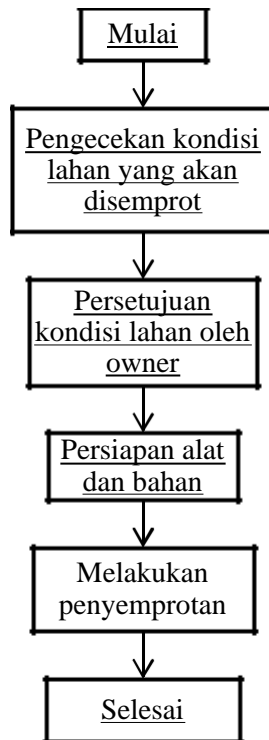 Mulai
Pengecekan kondisi
lahan yang akan
disemprot
Persetujuan
kondisi lahan oleh
owner
Persiapan alat
dan bahan
Melakukan
penyemprotan
Selesai